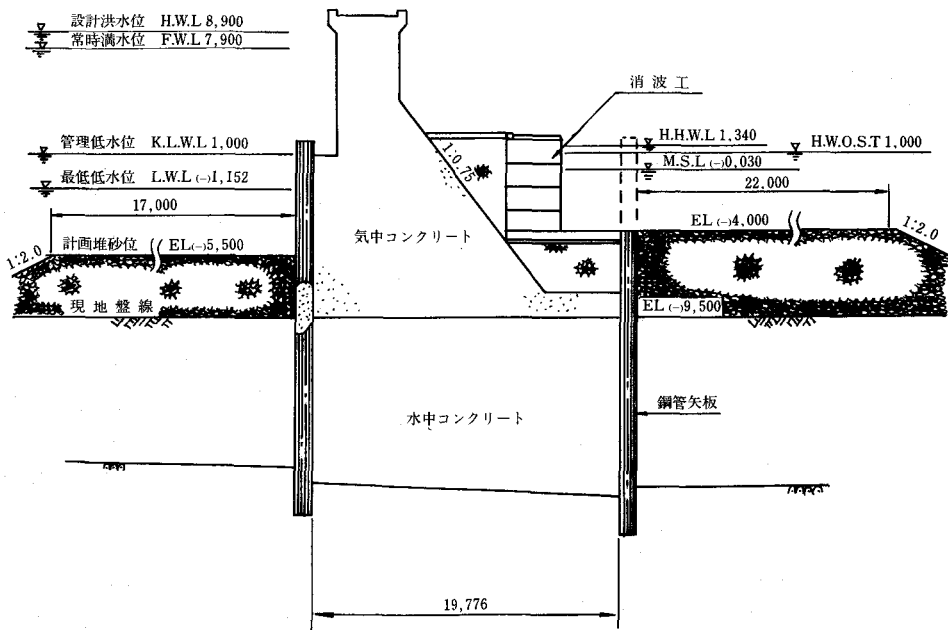 設計洪水位 H.W.L 8,900
常時満水位 F.W.L 7,900
消波工
管理低水位 K.L.W.L 1,000
H.H.W.L 1,340
H.W.O.S.T 1,000
M.S.L (-)0,030
最低低水位 L.W.L (-)1,152
1:0.75
22,000
17,000
EL (-)4,000
1:2.0
計画堆砂位 EL(-)5,500
1:2.0
気中コンクリート
現地盤線
EL (-)9,500
鋼管矢板
水中コンクリート
19,776